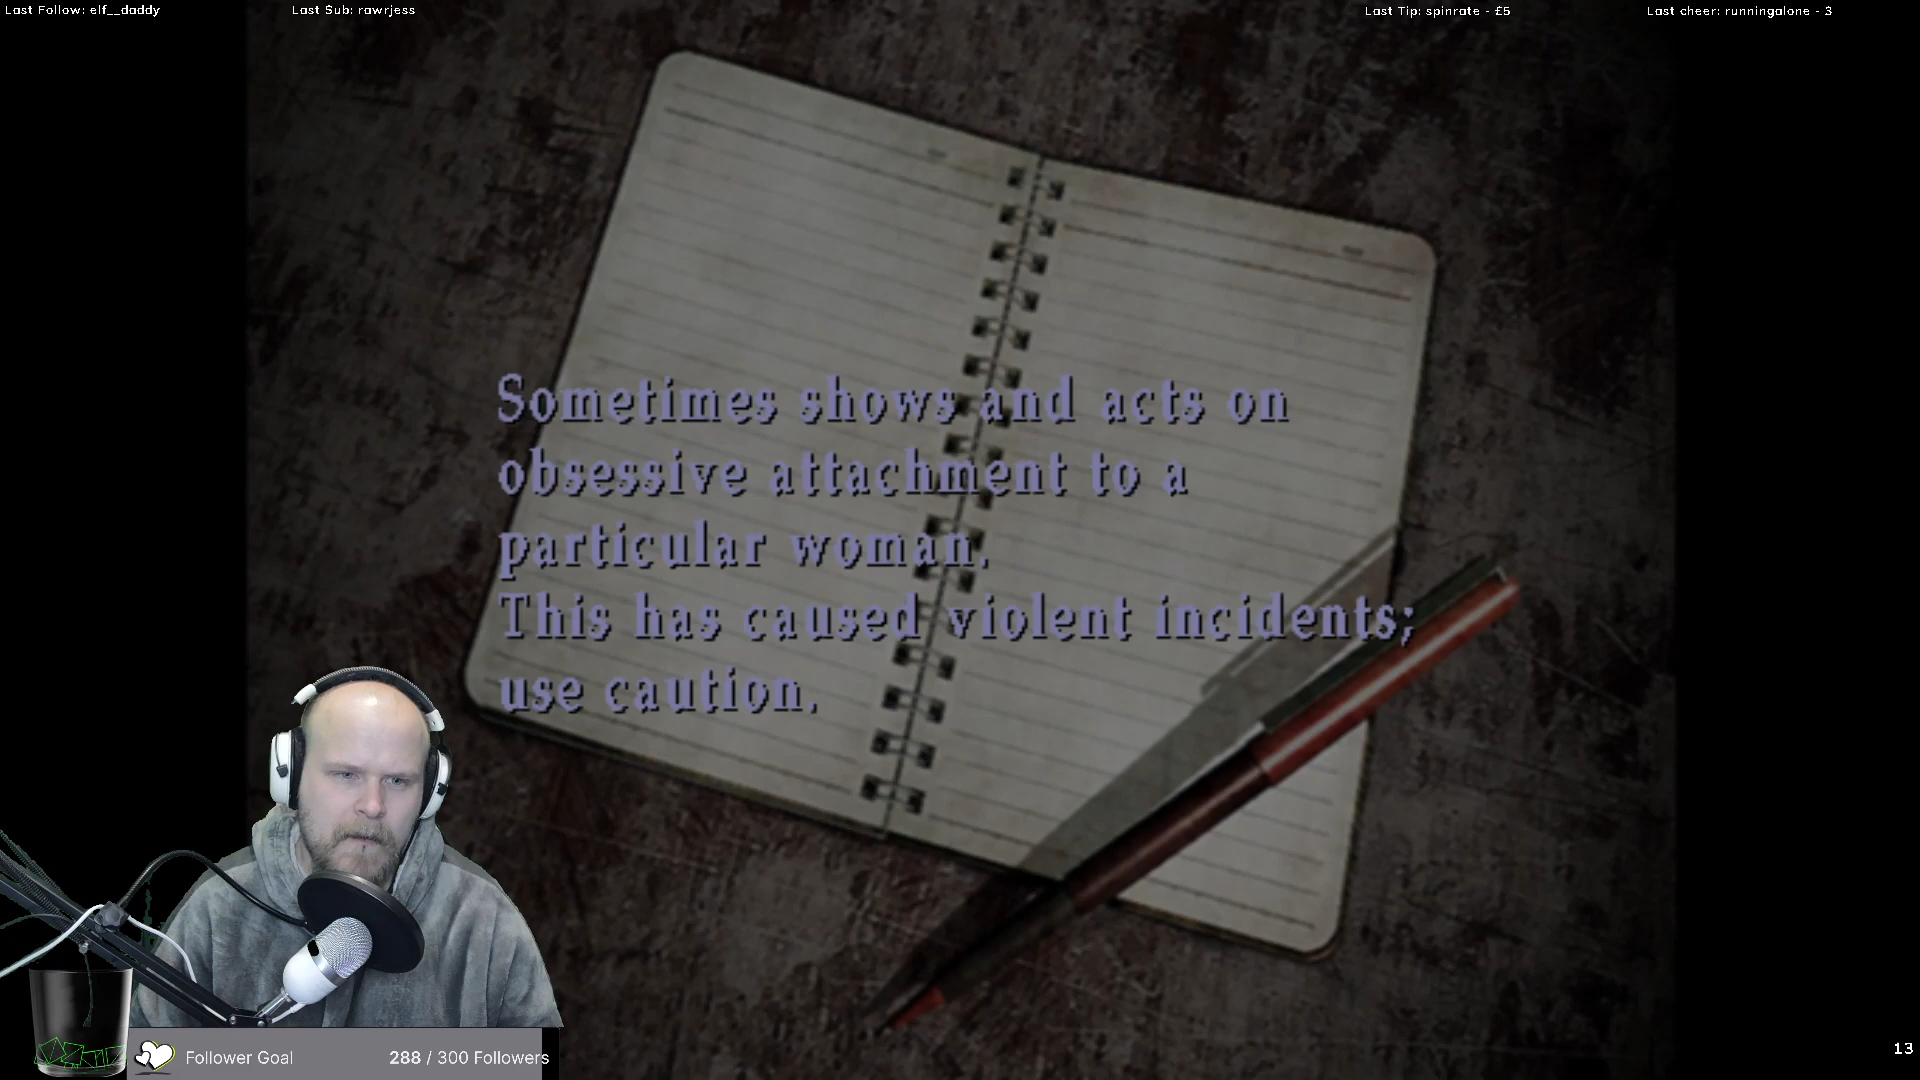 Last Follow: elf__daddy
Last Sub: rawrjess
Last Tip: spinrate - £5
Last cheer: runningalone - 3
Sometimes shows and acts on
obsessive attachment to a
particular woman.
This has caused violent incidents;
use caution.
Follower Goal
288 / 300 Followers
13